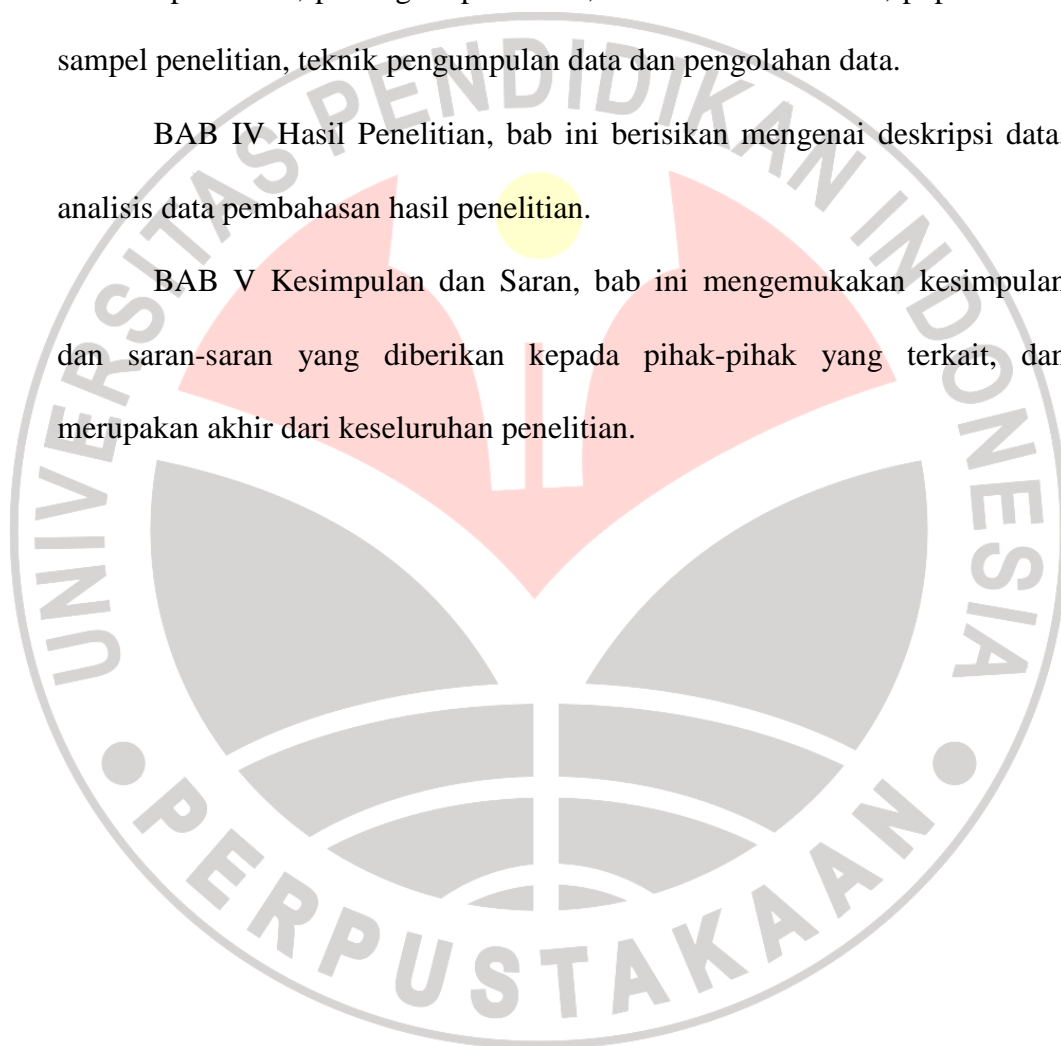 sampel penelitian, teknik pengumpulan data dan pengolahan data.
BAB IV Hasil Penelitian, bab ini berisikan mengenai deskripsi data,
analisis data pembahasan hasil penelitian.
BAB V Kesimpulan dan Saran, bab ini mengemukakan kesimpulan
dan saran-saran yang diberikan kepada pihak-pihak yang terkait, dan
merupakan akhir dari keseluruhan penelitian.
UNIVERSITAS PENDIDIKAN INDONESIA
PERPUSTAKAAN